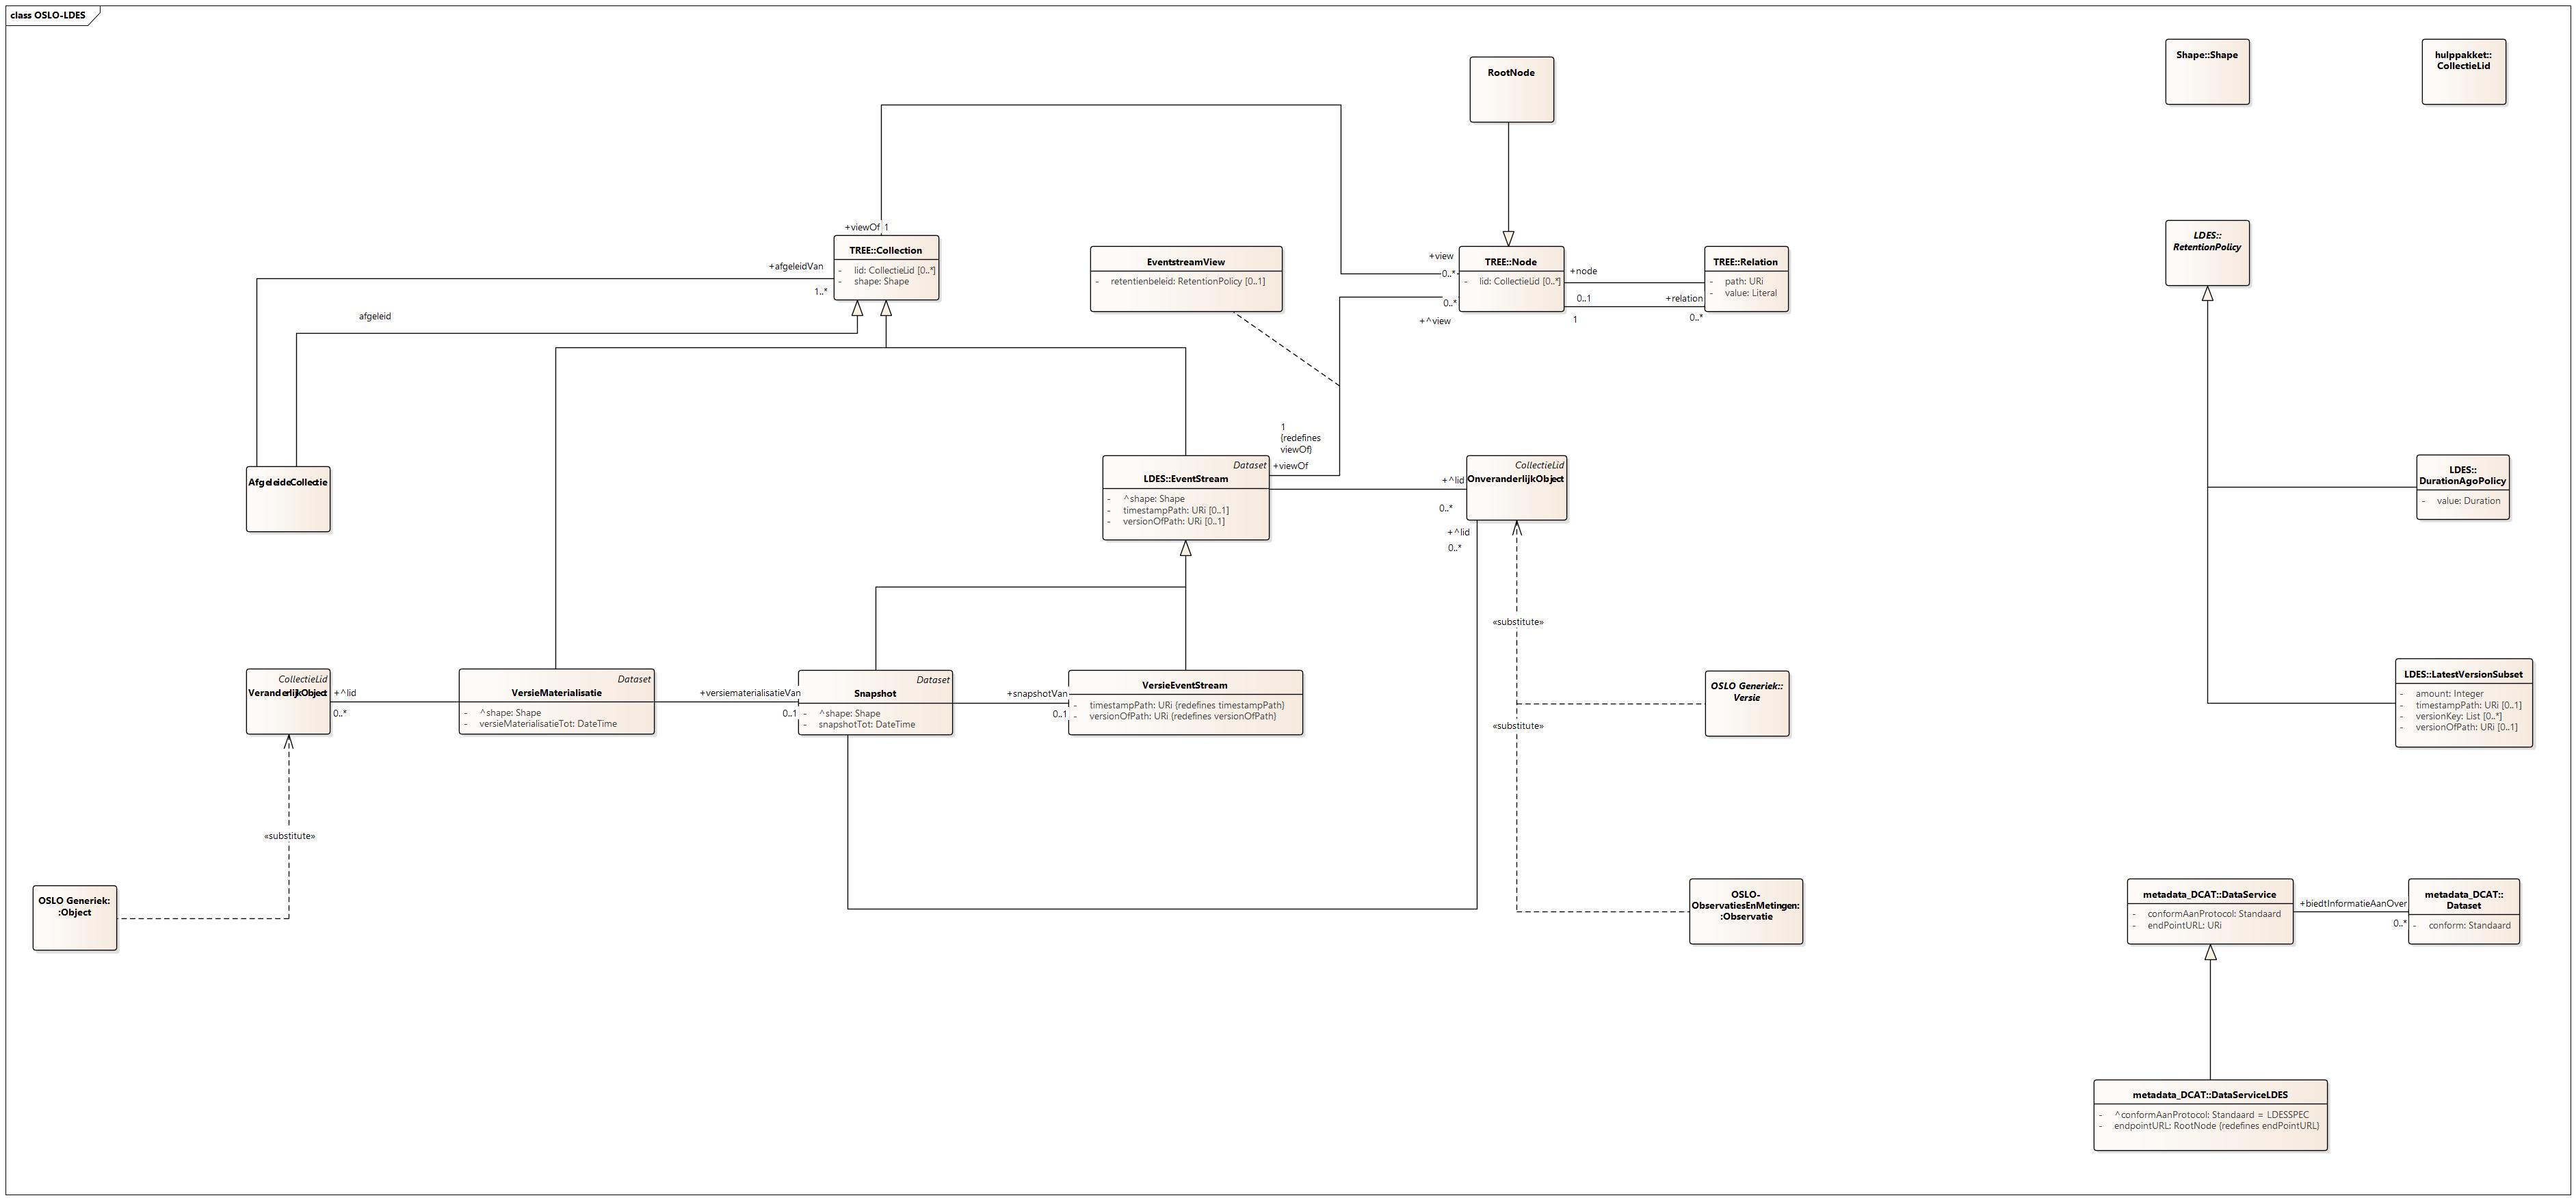 class OSLO-LDES
RootNode
Shape::Shape
hulppakket::
CollectieLid
+viewOf 1
TREE::Collection
- lid: CollectieLid [0..*]
- shape: Shape
+afgeleidVan
1..*
afgeleid
EventstreamView
- retentienbeleid: RetentionPolicy [0..1]
+view
0..*
0..*
+^view
TREE::Node
- lid: CollectieLid [0..*]
+node
0..1
+relation
1
0..*
TREE::Relation
- path: URi
- value: Literal
LDES::
RetentionPolicy
1
{redefines
viewOf}
+viewOf
AfgeleideCollectie
Dataset
LDES::EventStream
- ^shape: Shape
- timestampPath: URi [0..1]
- versionOfPath: URi [0..1]
+^lid
0..*
CollectieLid
OnveranderlijkObject
+^lid
0..*
LDES::
DurationAgoPolicy
- value: Duration
«substitute»
CollectieLid
VeranderlijkObject
+^lid
0..*
Dataset
VersieMaterialisatie
- ^shape: Shape
- versieMaterialisatieTot: DateTime
+versiematerialisatieVan
0..1
Dataset
Snapshot
- ^shape: Shape
- snapshotTot: DateTime
+snapshotVan
0..1
VersieEventStream
- timestampPath: URi {redefines timestampPath}
- versionOfPath: URi {redefines versionOfPath}
OSLO Generiek::
Versie
«substitute»
LDES::LatestVersionSubset
- amount: Integer
- timestampPath: URi [0..1]
- versionKey: List [0..*]
- versionOfPath: URi [0..1]
«substitute»
OSLO Generiek:
:Object
OSLO-
ObservatiesEnMetingen:
:Observatie
metadata_DCAT::DataService
- conformAanProtocol: Standaard
- endPointURL: URi
+biedtInformatieAanOver
0..*
metadata_DCAT::
Dataset
- conform: Standaard
metadata_DCAT::DataServiceLDES
- ^conformAanProtocol: Standaard = LDESSPEC
- endpointURL: RootNode {redefines endPointURL}